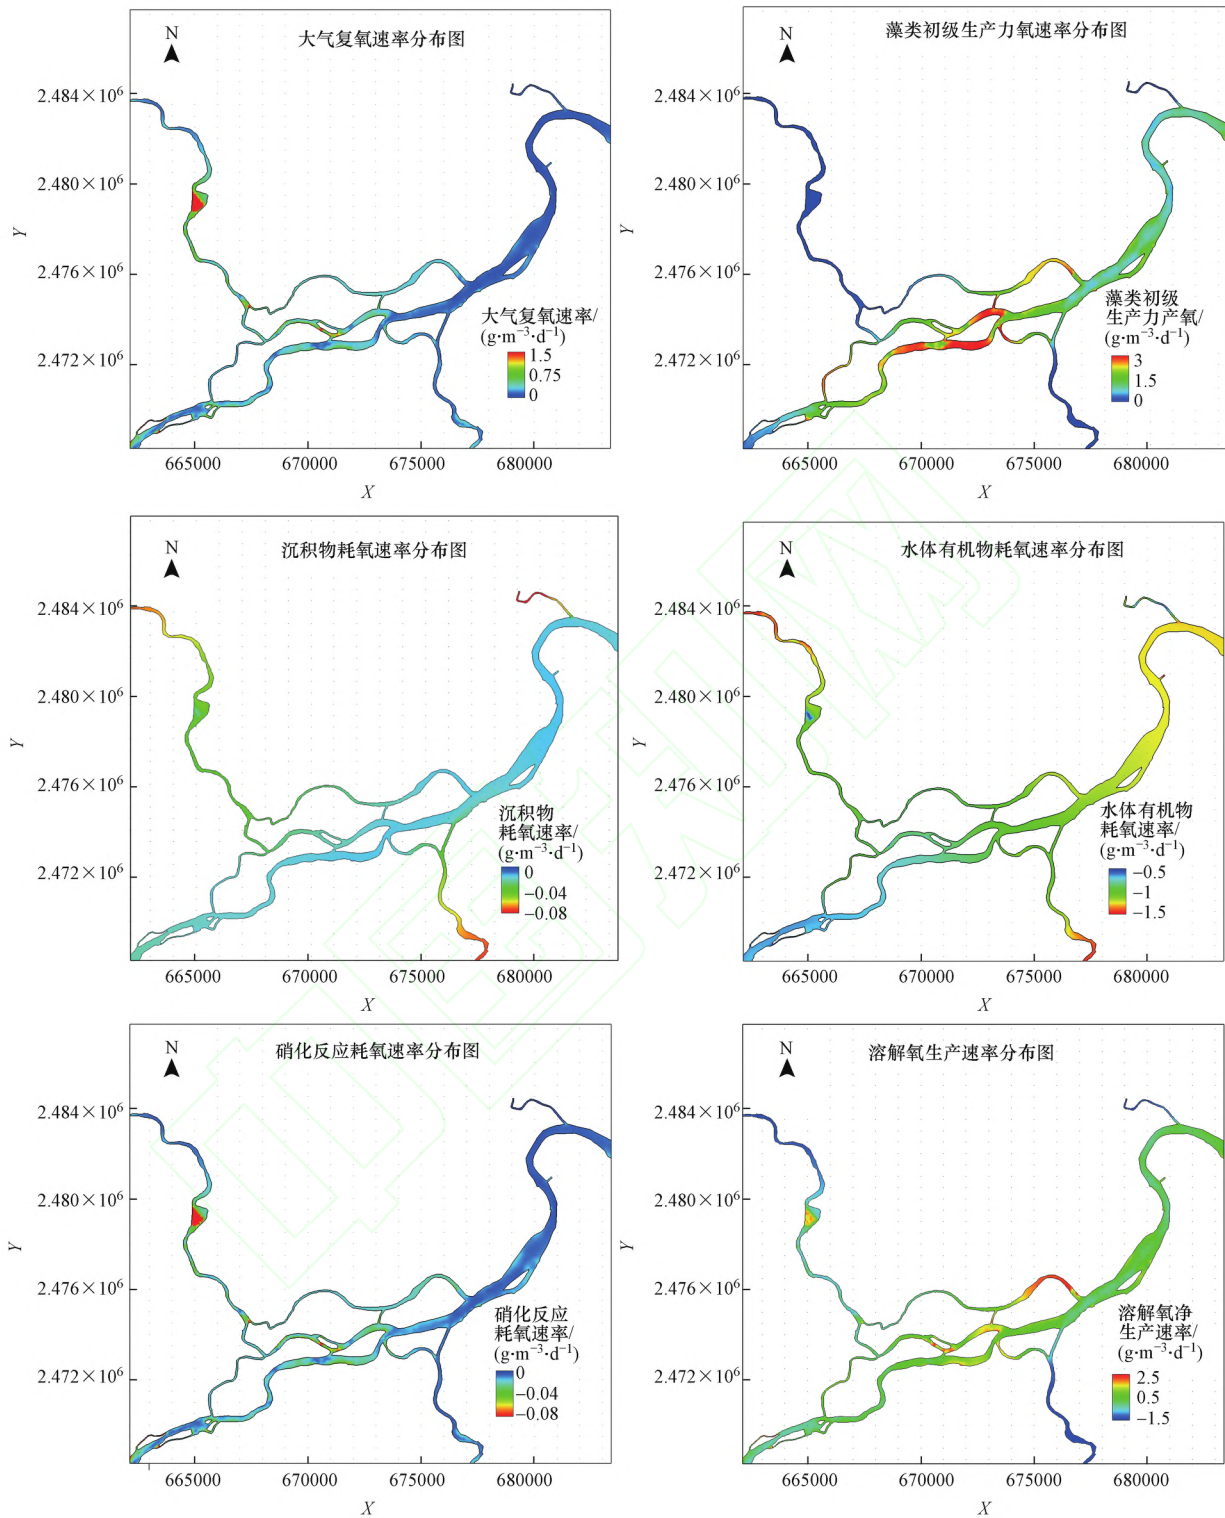 N
大气复氧速率分布图
2.484×10⁶
2.480×10⁶
2.476×10⁶
2.472×10⁶
Y
大气复氧速率/
(g·m⁻³·d⁻¹)
1.5
0.75
0
665000 670000 675000 680000
X
N
藻类初级生产力氧速率分布图
2.484×10⁶
2.480×10⁶
2.476×10⁶
2.472×10⁶
Y
藻类初级
生产力产氧/
(g·m⁻³·d⁻¹)
3
1.5
0
665000 670000 675000 680000
X
N
沉积物耗氧速率分布图
2.484×10⁶
2.480×10⁶
2.476×10⁶
2.472×10⁶
Y
沉积物
耗氧速率/
(g·m⁻³·d⁻¹)
0
−0.04
−0.08
665000 670000 675000 680000
X
N
水体有机物耗氧速率分布图
2.484×10⁶
2.480×10⁶
2.476×10⁶
2.472×10⁶
Y
水体有机物
耗氧速率/
(g·m⁻³·d⁻¹)
−0.5
−1
−1.5
665000 670000 675000 680000
X
N
硝化反应耗氧速率分布图
2.484×10⁶
2.480×10⁶
2.476×10⁶
2.472×10⁶
Y
硝化反应
耗氧速率/
(g·m⁻³·d⁻¹)
0
−0.04
−0.08
665000 670000 675000 680000
X
N
溶解氧生产速率分布图
2.484×10⁶
2.480×10⁶
2.476×10⁶
2.472×10⁶
Y
溶解氧净
生产速率/
(g·m⁻³·d⁻¹)
2.5
0.5
−1.5
665000 670000 675000 680000
X